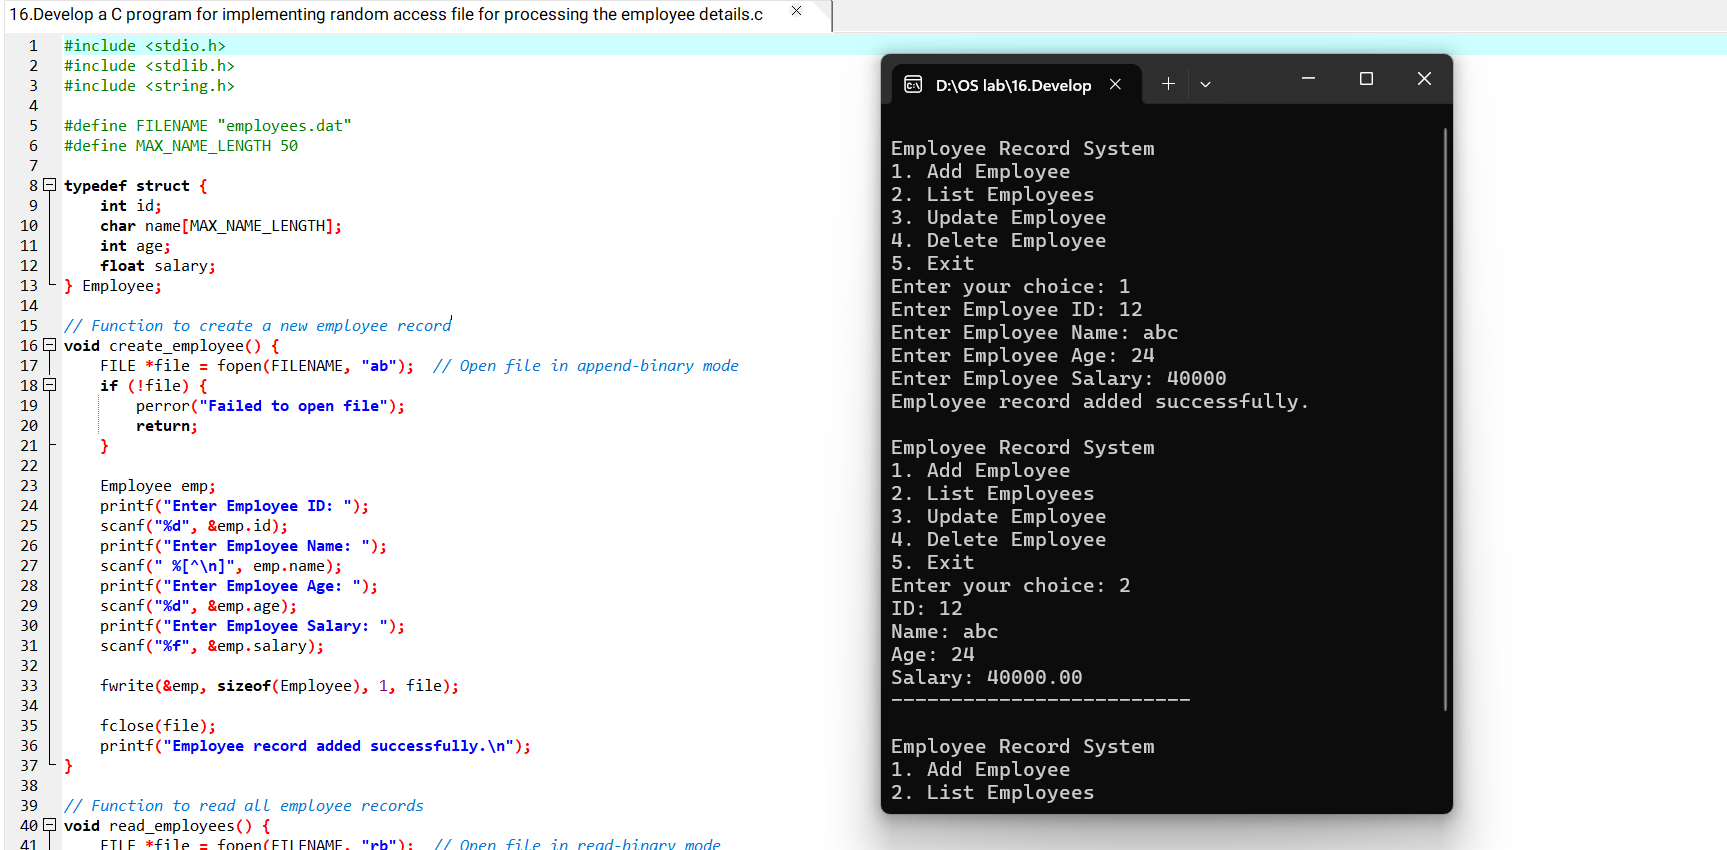 16.Develop a C program for implementing random access file for processing the employee details.c
1 #include <stdio.h>
2 #include <stdlib.h>
3 #include <string.h>
4
5 #define FILENAME "employees.dat"
6 #define MAX_NAME_LENGTH 50
7
8 typedef struct {
9     int id;
10     char name[MAX_NAME_LENGTH];
11     int age;
12     float salary;
13 } Employee;
14
15 // Function to create a new employee record
16 void create_employee() {
17     FILE *file = fopen(FILENAME, "ab");  // Open file in append-binary mode
18     if (!file) {
19         perror("Failed to open file");
20         return;
21     }
22
23     Employee emp;
24     printf("Enter Employee ID: ");
25     scanf("%d", &emp.id);
26     printf("Enter Employee Name: ");
27     scanf(" %[^\n]", emp.name);
28     printf("Enter Employee Age: ");
29     scanf("%d", &emp.age);
30     printf("Enter Employee Salary: ");
31     scanf("%f", &emp.salary);
32
33     fwrite(&emp, sizeof(Employee), 1, file);
34
35     fclose(file);
36     printf("Employee record added successfully.\n");
37 }
38
39 // Function to read all employee records
40 void read_employees() {
41     FILE *file = fopen(FILENAME, "rb");  // Open file in read-binary mode
D:\OS lab\16.Develop
Employee Record System
1. Add Employee
2. List Employees
3. Update Employee
4. Delete Employee
5. Exit
Enter your choice: 1
Enter Employee ID: 12
Enter Employee Name: abc
Enter Employee Age: 24
Enter Employee Salary: 40000
Employee record added successfully.
Employee Record System
1. Add Employee
2. List Employees
3. Update Employee
4. Delete Employee
5. Exit
Enter your choice: 2
ID: 12
Name: abc
Age: 24
Salary: 40000.00
-------------------------
Employee Record System
1. Add Employee
2. List Employees